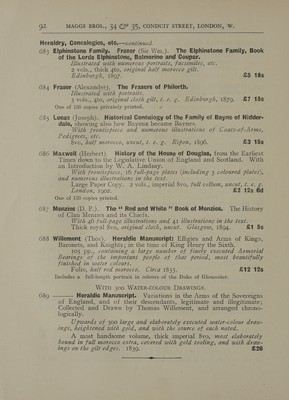 92 MAGGS BROS., 34 & 35, CONDUIT STREET, LONDON, W.
Heraldry, Genealogies, etc.—continued.
683 Elphinstone Family. Fraser (Sir Wm.). The Elphinstone Family, Book
of the Lords Elphinstone, Balmerino and Coupar.
Illustrated with numerous portraits, facsimiles, etc.
2 vols., thick 4to, original half morocco gilt.
Edinburgh, 1897. £5 18s
684 Fraser (Alexander). The Frasers of Philorth.
Illustrated with portraits.
3 vols., 4to, original cloth gilt, t. e. g. Edinburgh, 1879. £7 15s
One of 150 copies privately printed.
685 Lucas (Joseph). Historical Genealogy of the Family of Bayne of Nidder-
dale, showing also how Bayeux became Baynes.
With frontispiece and numerous illustrations of Coats-of-Arms,
Pedigrees, etc.
8vo, half morocco, uncut, t. e. g. Ripon, 1896. £3 15s
686 Maxwell (Herbert). History of the House of Douglas, from the Earliest
Times down to the Legislative Union of England and Scotland. With
an Introduction by W. A. Lindsay.
With frontispiece, 16 full-page plates (including 3 coloured plates),
and numerous illustrations in the text.
Large Paper Copy. 2 vols., imperial 8vo, full vellum, uncut, t. e. g.
London, 1902. £1 12s 6d
One of 150 copies printed.
687 Menzies (D. P.). The "Red and White" Book of Menzies. The History
of Clan Menzies and its Chiefs.
With 46 full-page illustrations and 41 illustrations in the text.
Thick royal 8vo, original cloth, uncut. Glasgow, 1894. £1 5s
688 Willement (Thos). Heraldic Manuscript: Effigies and Arms of Kings,
Baronets, and Knights; in the time of King Henry the Sixth.
105 pp., containing a large number of finely executed Armorial
Bearings of the important people of that period, most beautifully
finished in water colours.
Folio, half red morocco. Circa 1835. £12 12s
Includes a full-length portrait in colours of the Duke of Gloucester.
WITH 300 WATER-COLOUR DRAWINGS.
689 —— Heraldic Manuscript. Variations in the Arms of the Sovereigns
of England, and of their descendants, legitimate and illegitimate;
Collected and Drawn by Thomas Willement, and arranged chrono-
logically.
Upwards of 300 large and elaborately executed water-colour draw-
ings, heightened with gold, and with the source of each noted.
A most handsome volume, thick imperial 8vo, most elaborately
bound in full morocco extra, covered with gold tooling, and with draw-
ings on the gilt edges. 1839. £26